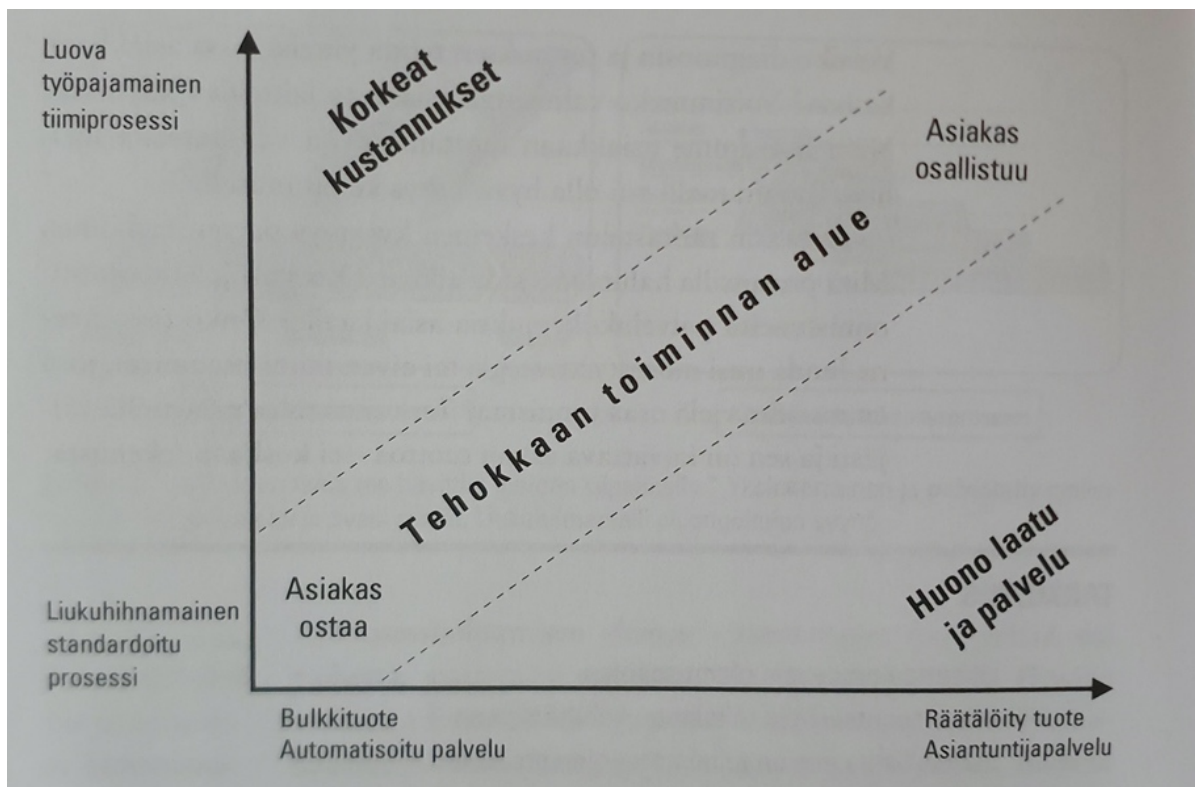 Luova
työpajamainen
tiimiprosessi
Korkeat
kustannukset
Asiakas
osallistuu
Tehokkaan toiminnan alue
Asiakas
ostaa
Huono laatu
ja palvelu
Liukuhihnamainen
standardoitu
prosessi
Bulkkituote
Automatisoitu palvelu
Räätälöity tuote
Asiantuntijapalvelu